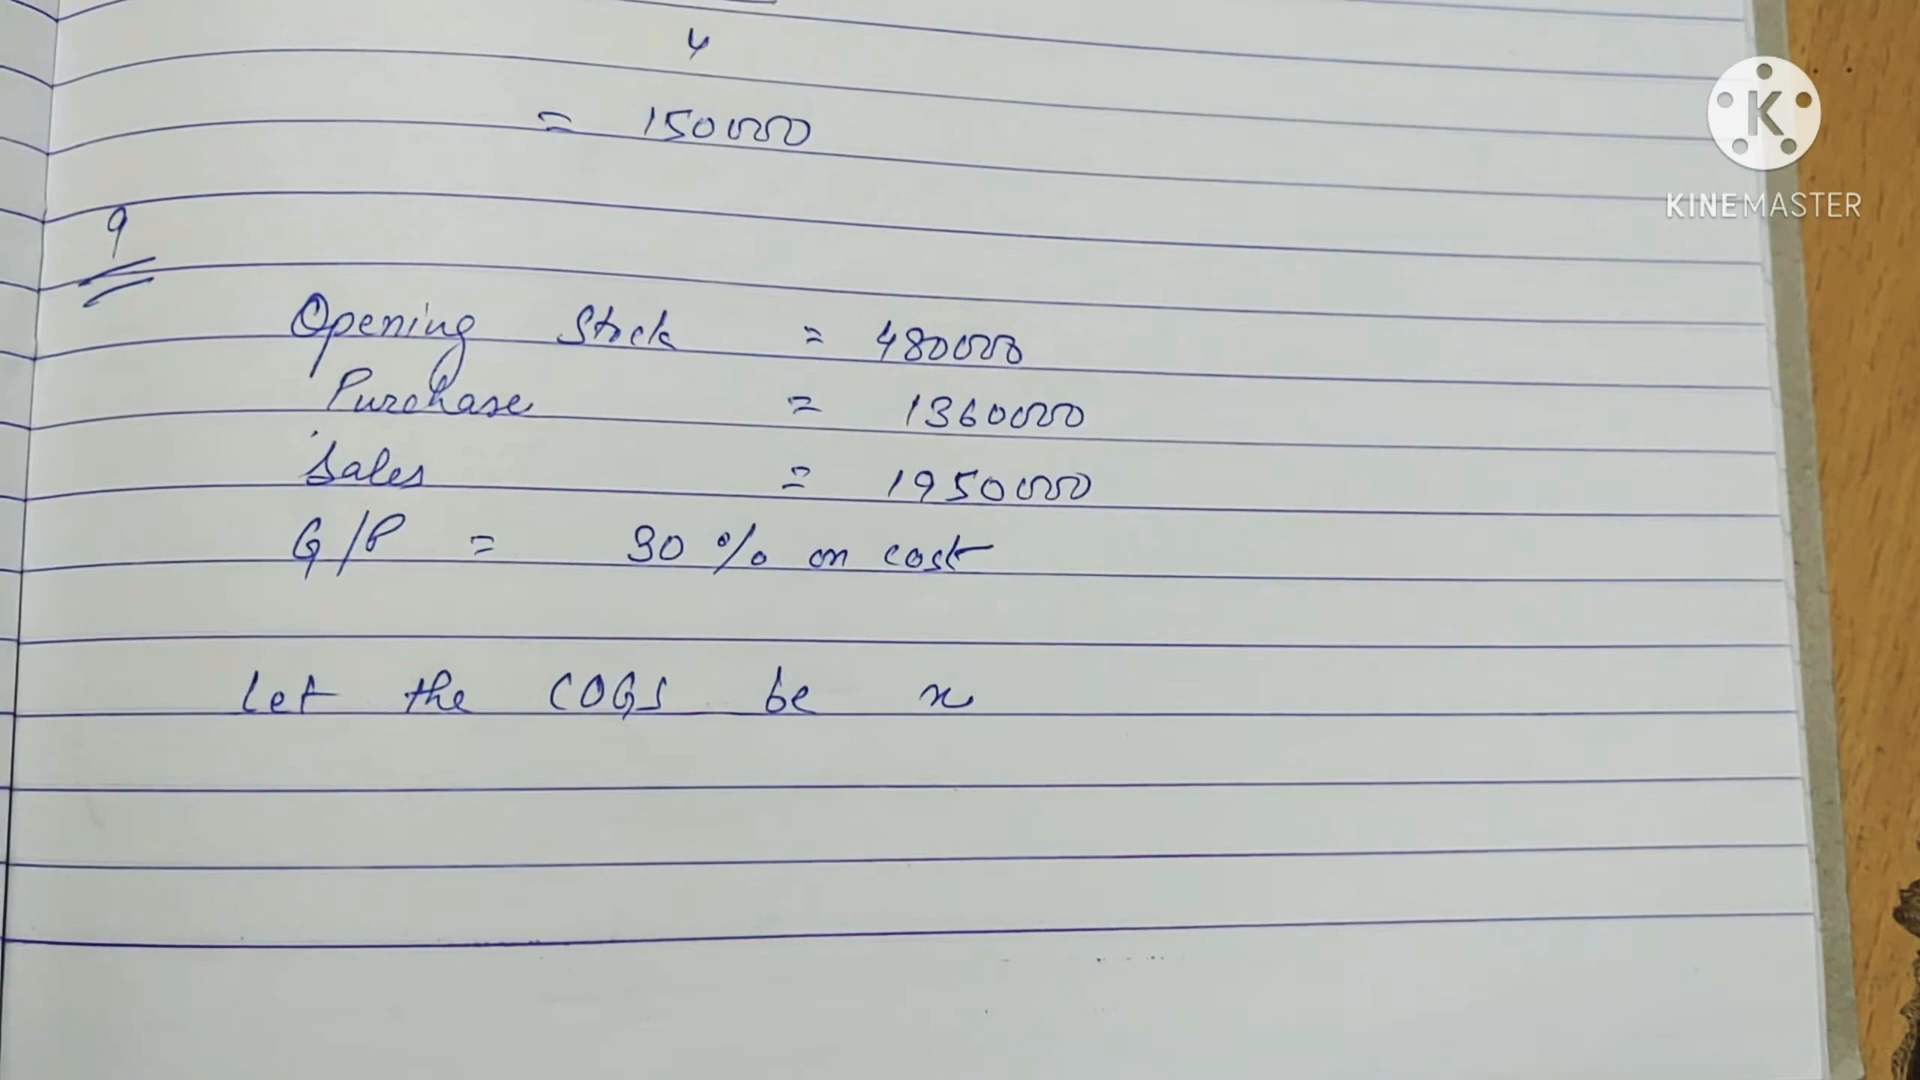 4
= 150000
K
KINEMASTER
9
Opening Stock = 480000
Purchase = 1360000
Sales = 1950000
G/P = 30 % on cost
Let the COGS be x